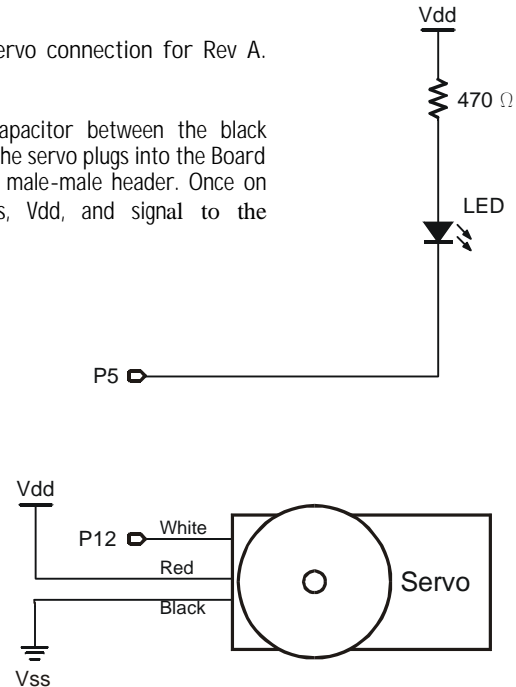 ervo connection for Rev A.
apacitor between the black
he servo plugs into the Board
male-male header. Once on
s, Vdd, and signal to the
Vdd
470 Ω
LED
P5
Vdd
P12
White
Red
Black
Servo
Vss